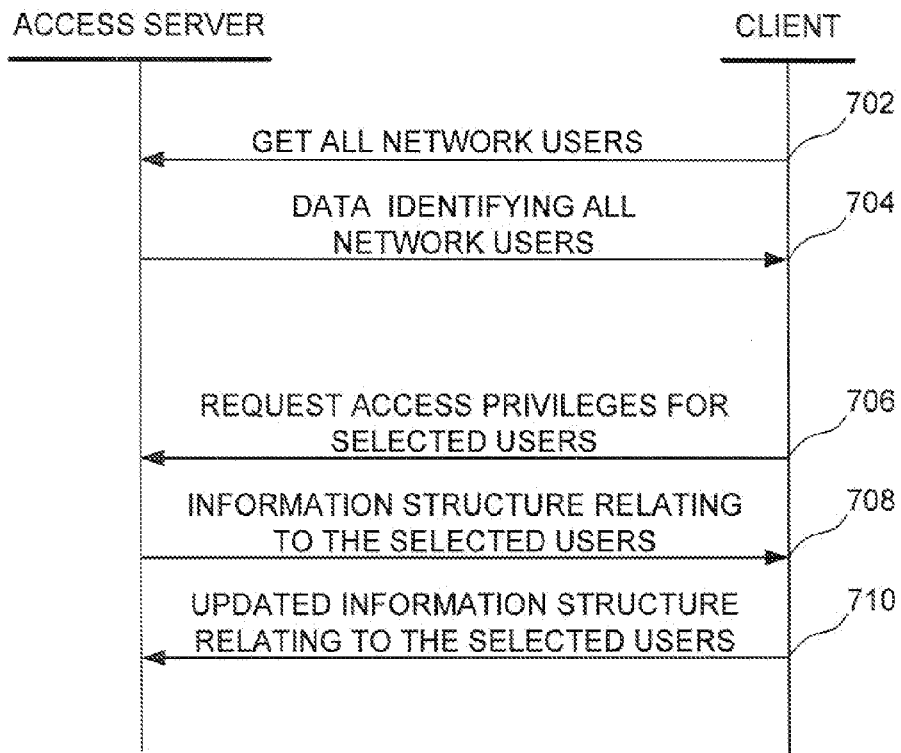 ACCESS SERVER
CLIENT
702
GET ALL NETWORK USERS
704
DATA IDENTIFYING ALL
NETWORK USERS
706
REQUEST ACCESS PRIVILEGES FOR
SELECTED USERS
708
INFORMATION STRUCTURE RELATING
TO THE SELECTED USERS
710
UPDATED INFORMATION STRUCTURE
RELATING TO THE SELECTED USERS